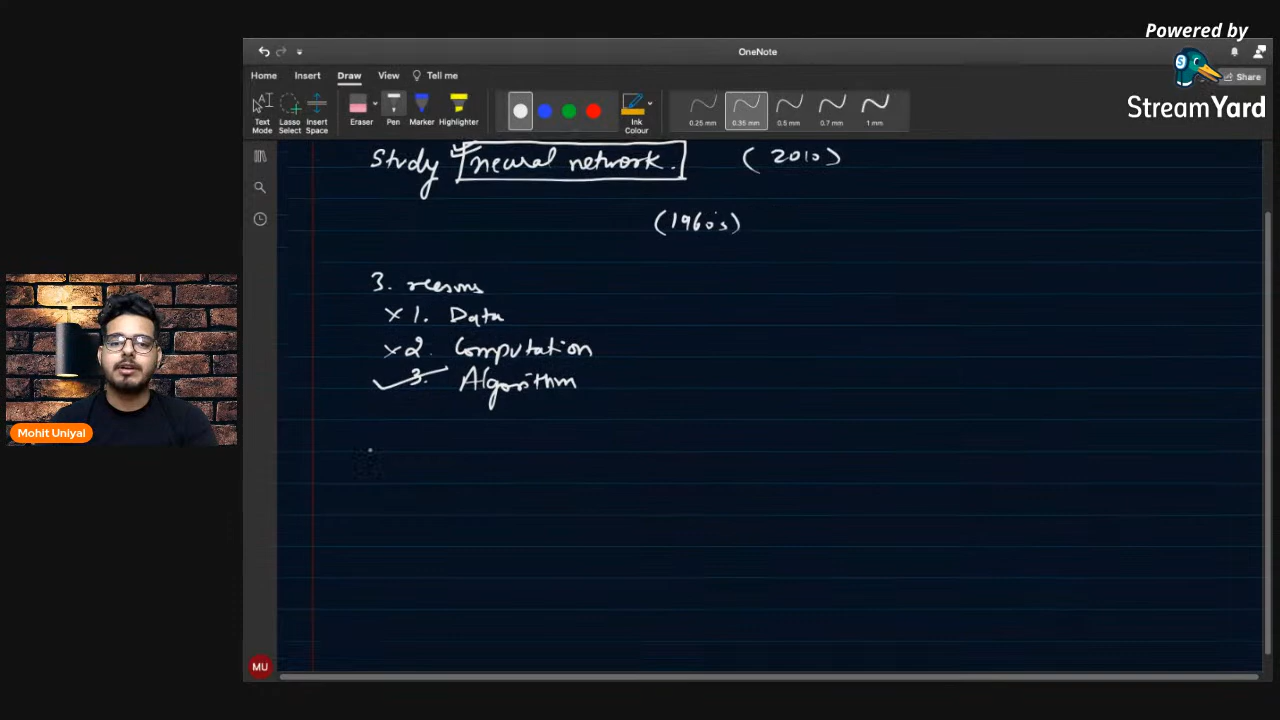 Powered by
StreamYard
OneNote
Home Insert Draw View Tell me
Share
Text Mode
Lasso Select
Insert Space
Eraser
Pen
Marker
Highlighter
Ink Colour
0.25 mm
0.35 mm
0.5 mm
0.7 mm
1 mm
Study neural network. (2010)
(1960's)
3. reasons
x 1. Data
x 2. Computation
✓ 3. Algorithm
Mohit Uniyal
MU